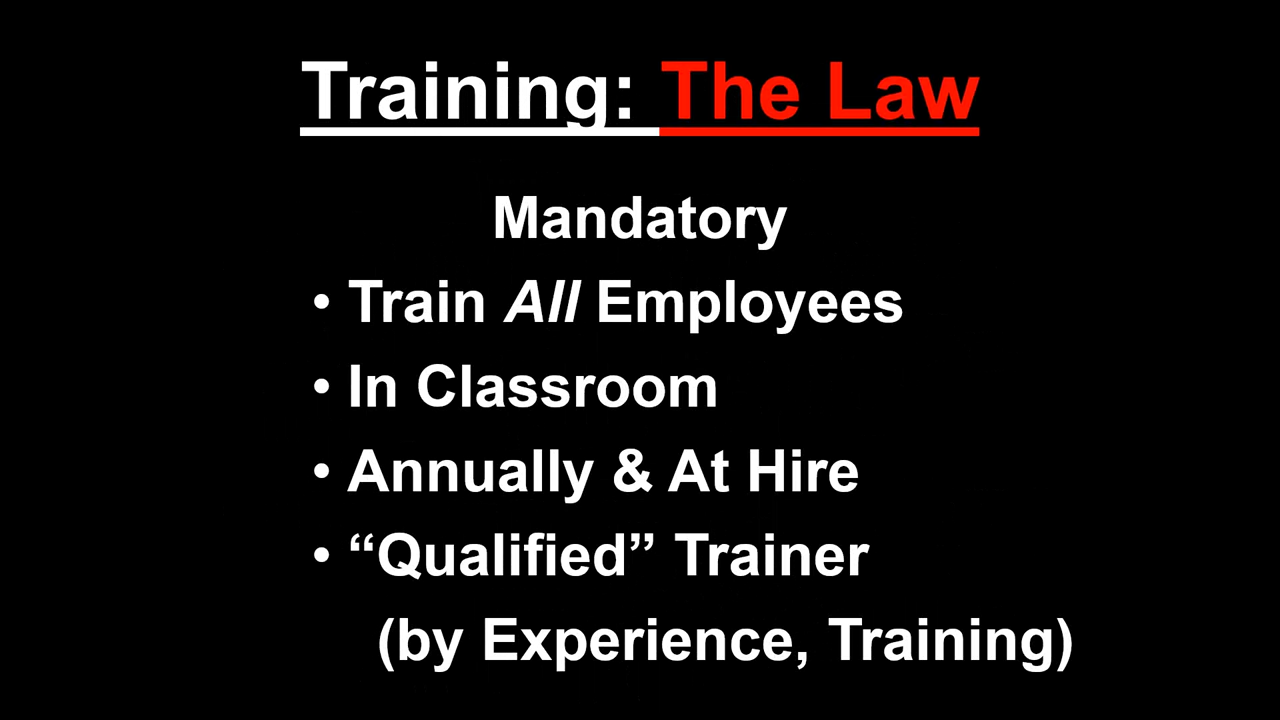 Training: The Law
Mandatory
• Train All Employees
• In Classroom
• Annually & At Hire
• “Qualified” Trainer
(by Experience, Training)